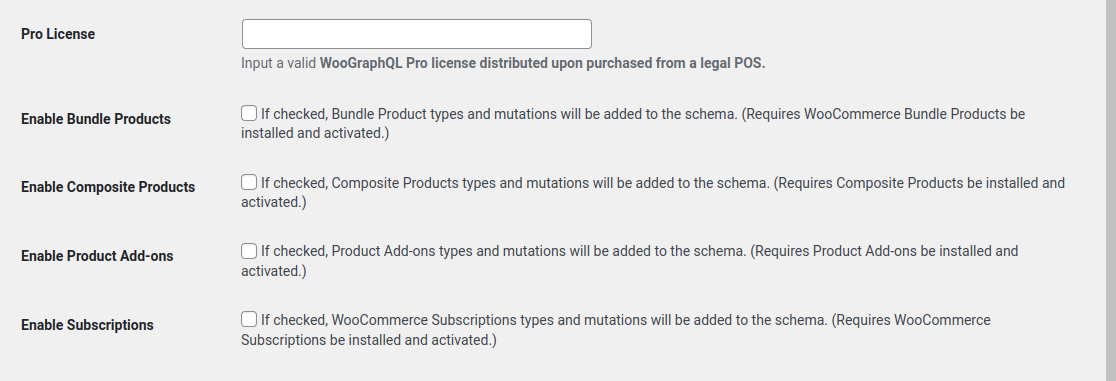 Pro License
Input a valid WooGraphQL Pro license distributed upon purchased from a legal POS.
Enable Bundle Products
If checked, Bundle Product types and mutations will be added to the schema. (Requires WooCommerce Bundle Products be
installed and activated.)
Enable Composite Products
If checked, Composite Products types and mutations will be added to the schema. (Requires Composite Products be installed and
activated.)
Enable Product Add-ons
If checked, Product Add-ons types and mutations will be added to the schema. (Requires Product Add-ons be installed and
activated.)
Enable Subscriptions
If checked, WooCommerce Subscriptions types and mutations will be added to the schema. (Requires WooCommerce
Subscriptions be installed and activated.)